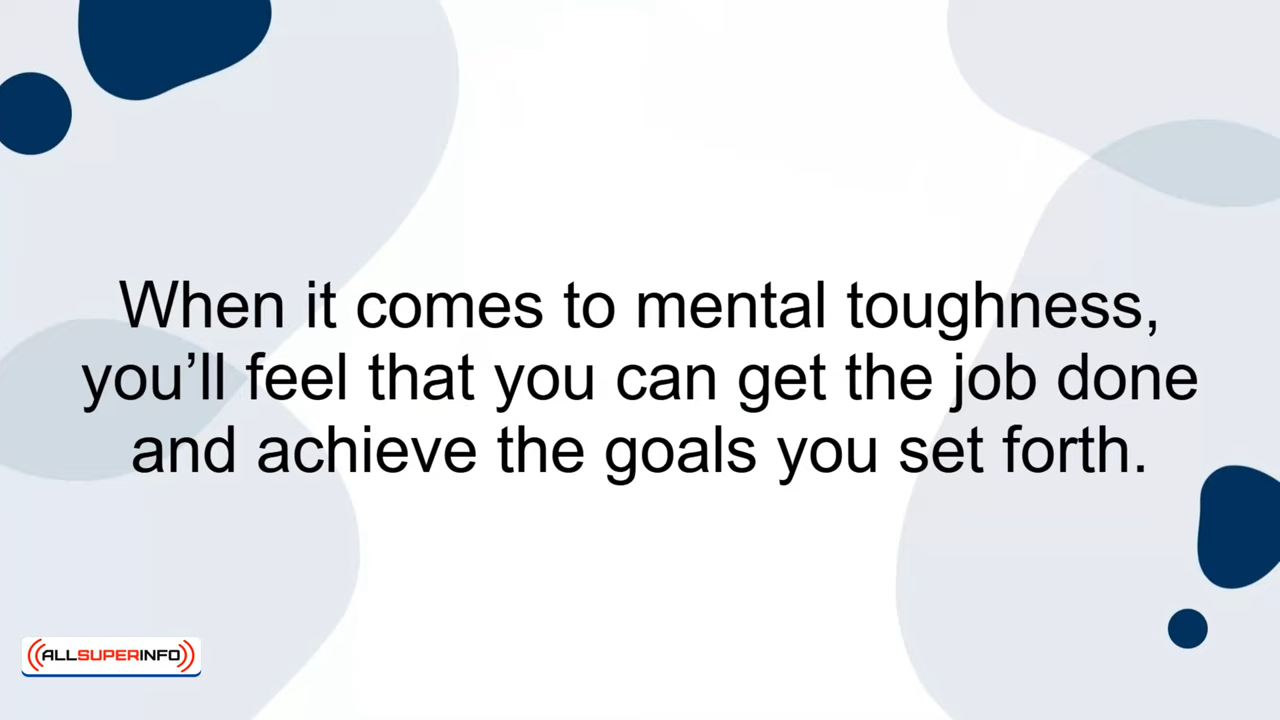 When it comes to mental toughness,
you’ll feel that you can get the job done
and achieve the goals you set forth.
ALLSUPERINFO